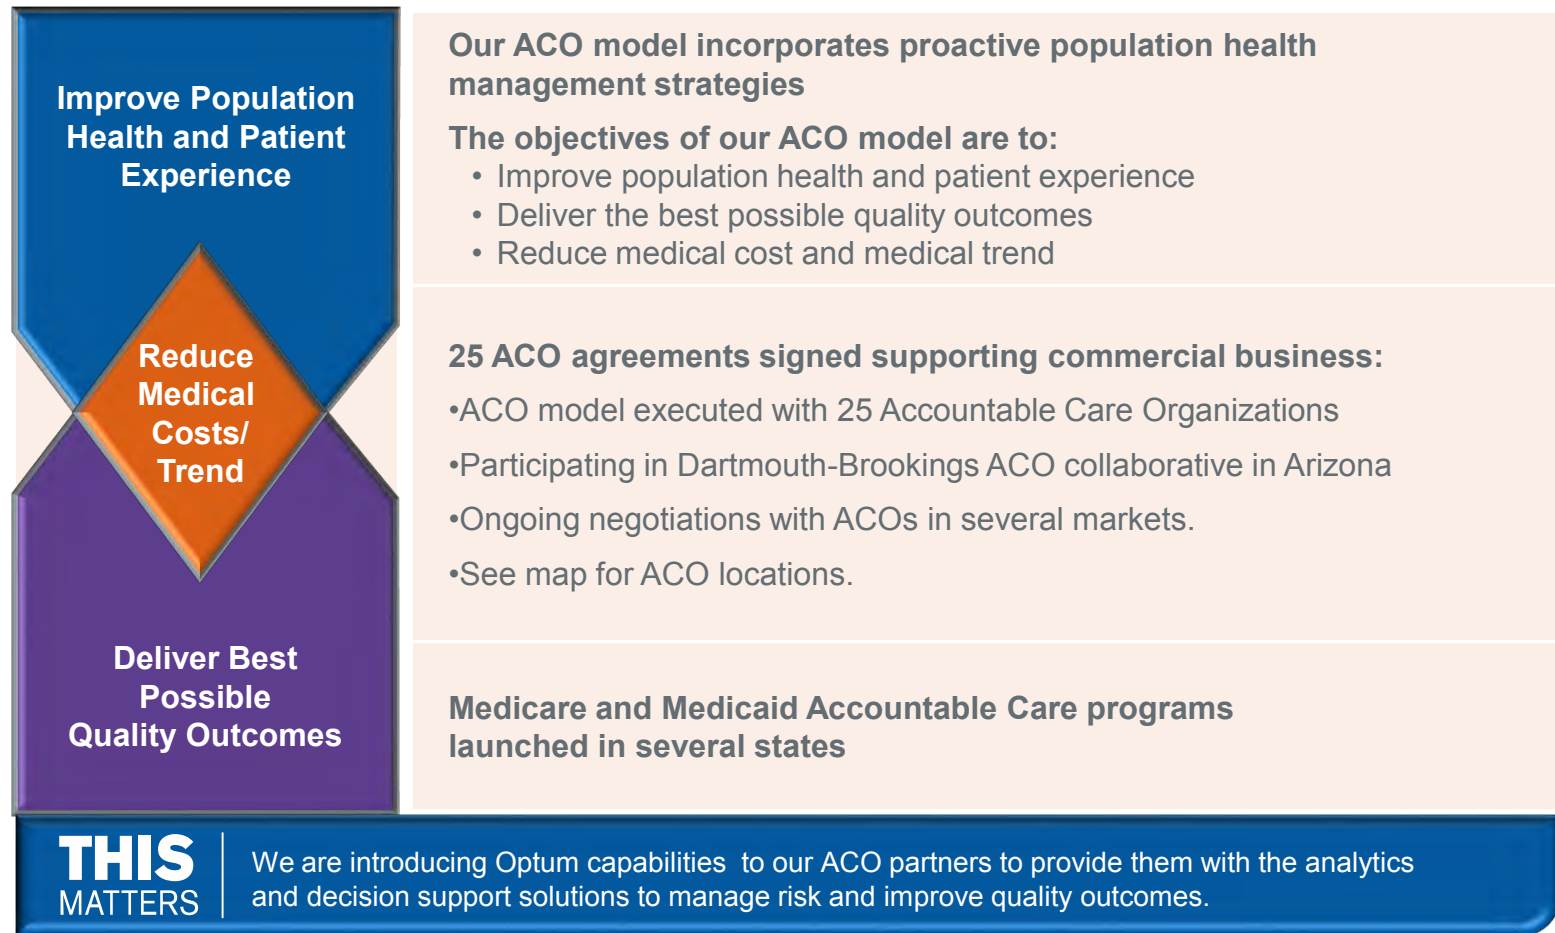 Improve Population
Health and Patient
Experience
Reduce
Medical
Costs/
Trend
Deliver Best
Possible
Quality Outcomes
Our ACO model incorporates proactive population health
management strategies
The objectives of our ACO model are to:
• Improve population health and patient experience
• Deliver the best possible quality outcomes
• Reduce medical cost and medical trend
25 ACO agreements signed supporting commercial business:
•ACO model executed with 25 Accountable Care Organizations
•Participating in Dartmouth-Brookings ACO collaborative in Arizona
•Ongoing negotiations with ACOs in several markets.
•See map for ACO locations.
Medicare and Medicaid Accountable Care programs
launched in several states
THIS
MATTERS
We are introducing Optum capabilities to our ACO partners to provide them with the analytics
and decision support solutions to manage risk and improve quality outcomes.